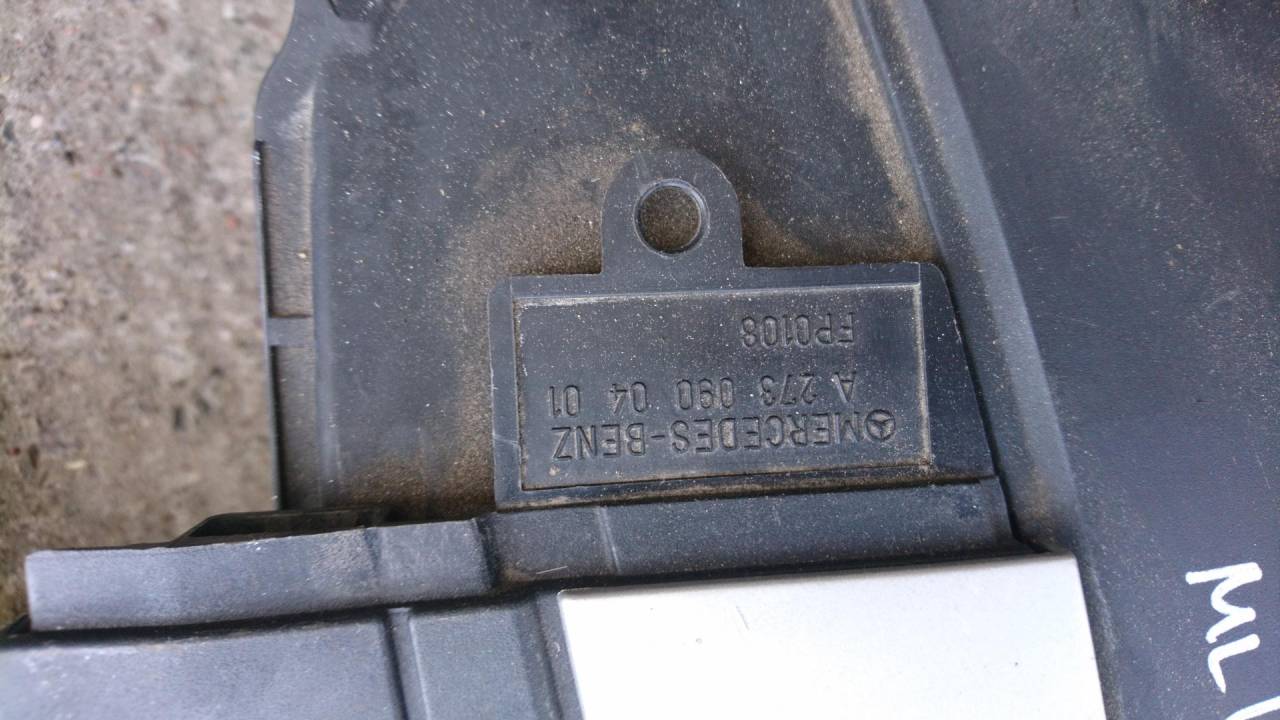 MERCEDES-BENZ
A 273 090 04 01
FP0108
ML